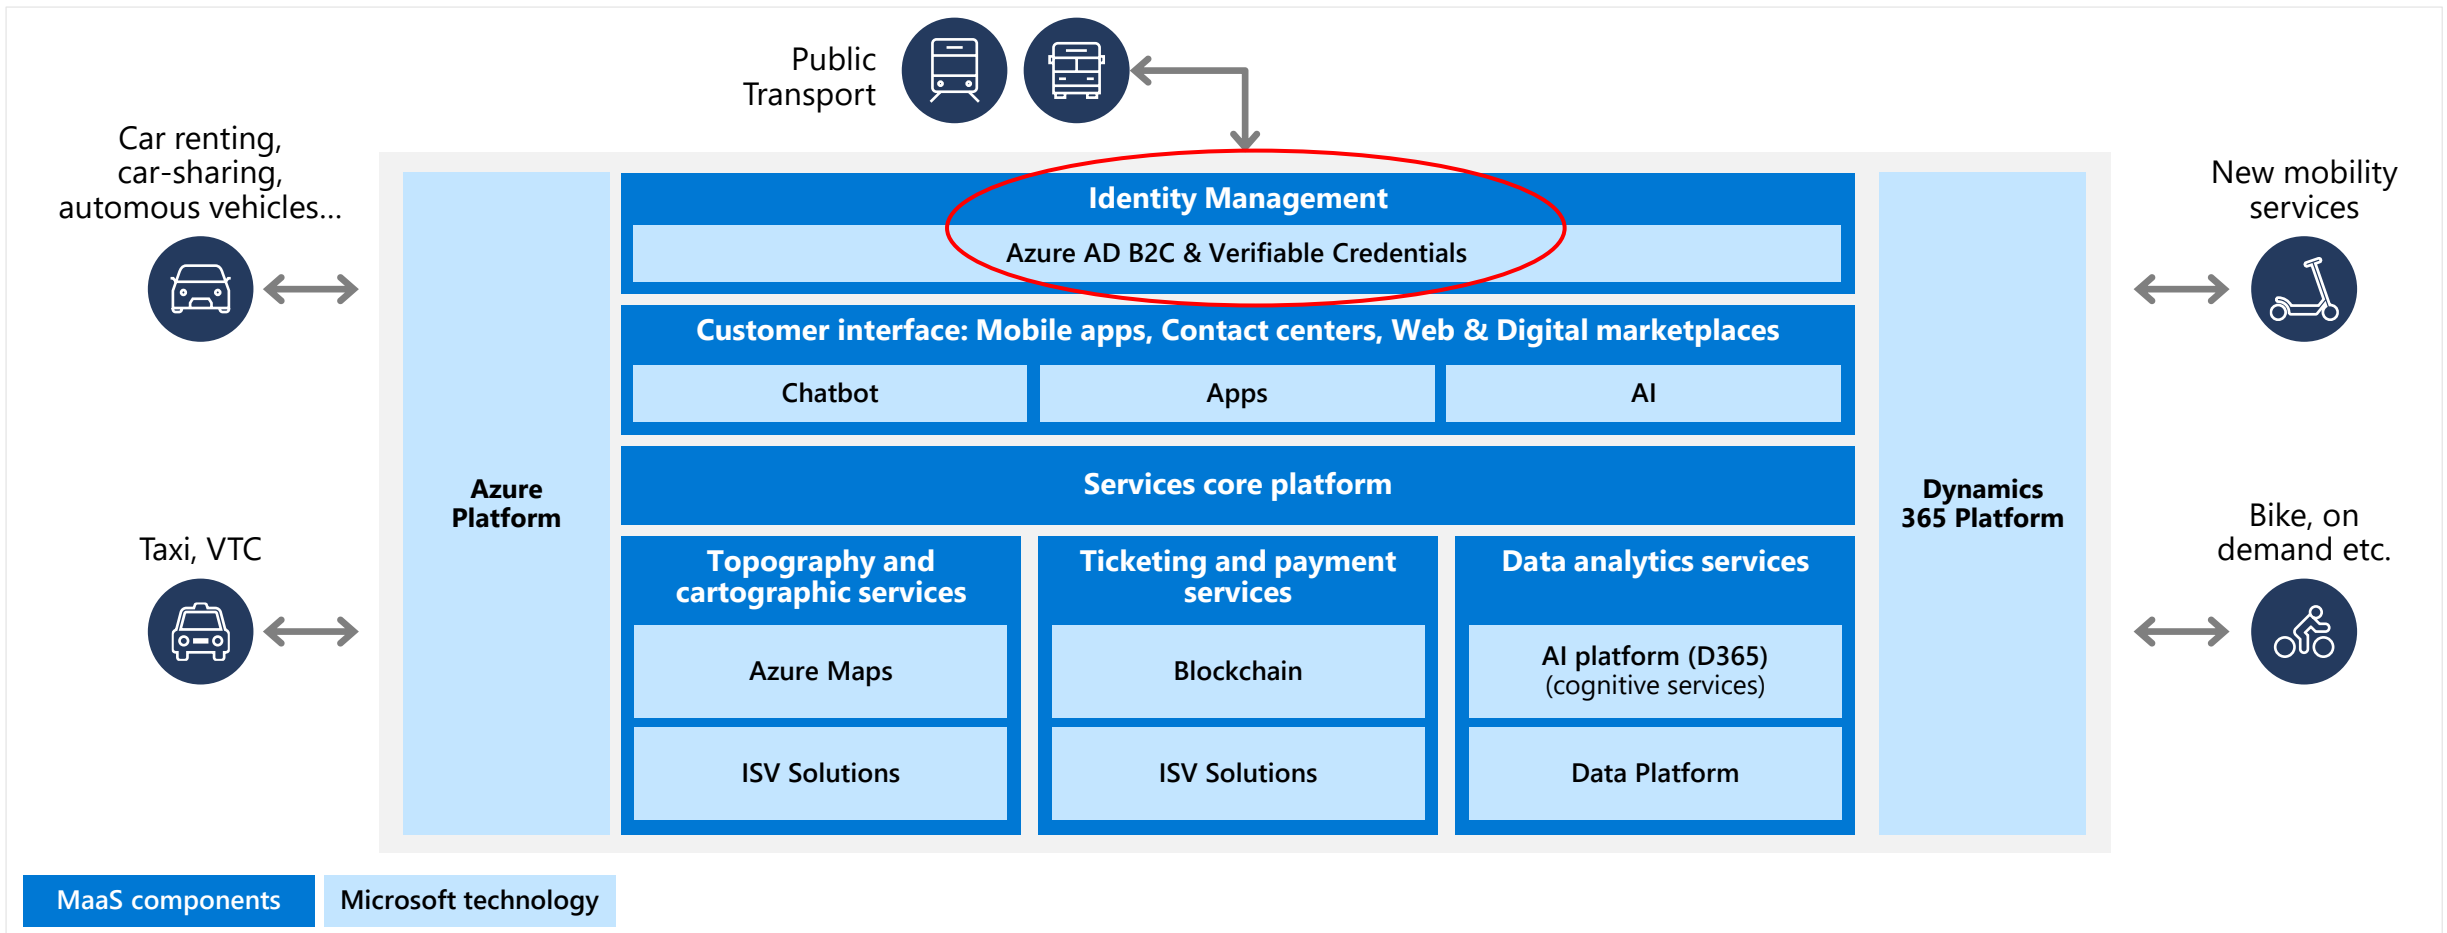 Public
Transport
Car renting,
car-sharing,
automous vehicles...
New mobility
services
Identity Management
Azure AD B2C & Verifiable Credentials
Customer interface: Mobile apps, Contact centers, Web & Digital marketplaces
Chatbot
Apps
AI
Azure
Platform
Services core platform
Dynamics
365 Platform
Taxi, VTC
Bike, on
demand etc.
Topography and
cartographic services
Azure Maps
ISV Solutions
Ticketing and payment
services
Blockchain
ISV Solutions
Data analytics services
AI platform (D365)
(cognitive services)
Data Platform
MaaS components
Microsoft technology